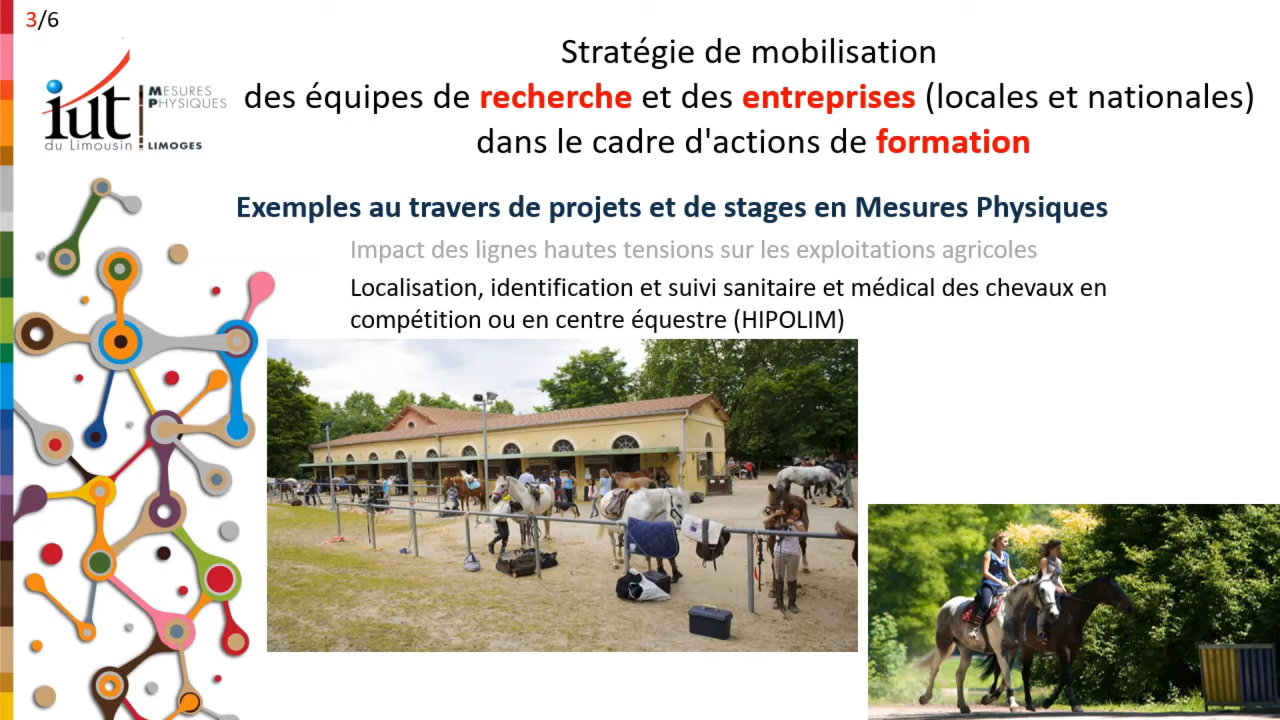 3/6
Stratégie de mobilisation
des équipes de recherche et des entreprises (locales et nationales)
dans le cadre d'actions de formation
iut
du Limousin
MESURES
PHYSIQUES
LIMOGES
Exemples au travers de projets et de stages en Mesures Physiques
Impact des lignes hautes tensions sur les exploitations agricoles
Localisation, identification et suivi sanitaire et médical des chevaux en
compétition ou en centre équestre (HIPOLIM)